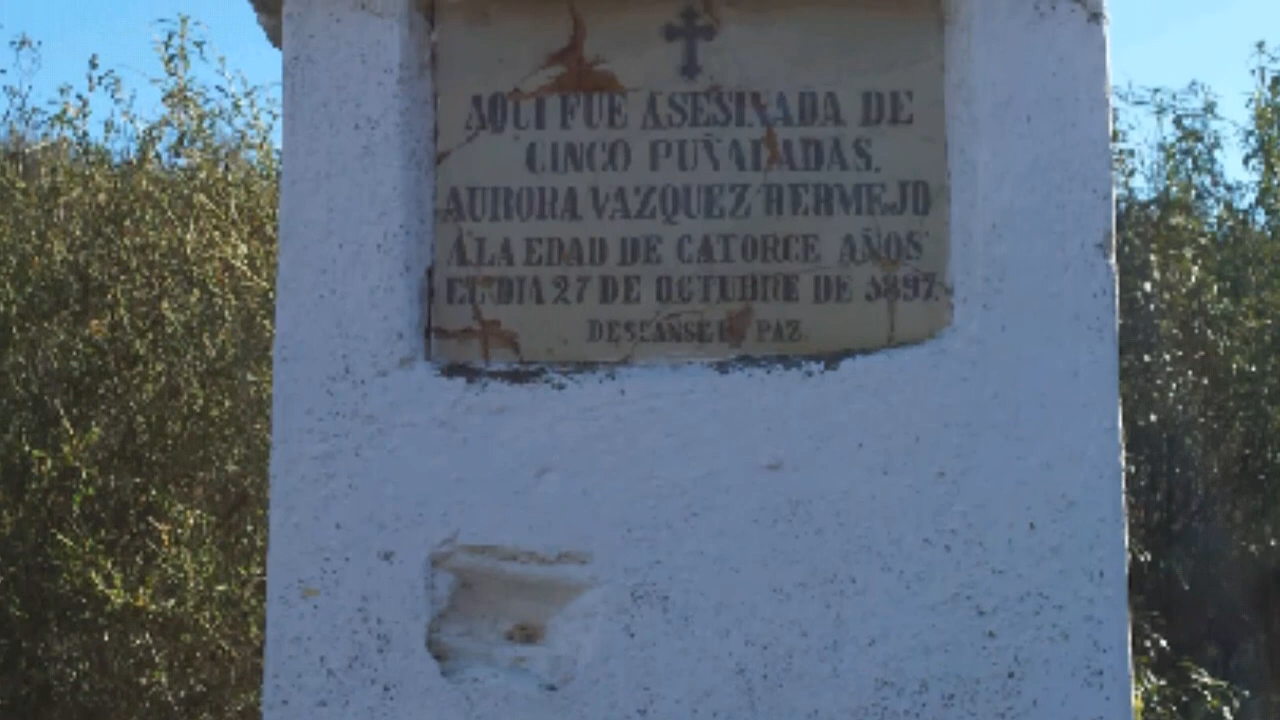 AQUI FUE ASESINADA DE
CINCO PUÑALADAS.
AURORA VAZQUEZ BERMEJO
A LA EDAD DE CATORCE AÑOS
EL DIA 27 DE OCTUBRE DE 1897.
DESCANSE EN PAZ.